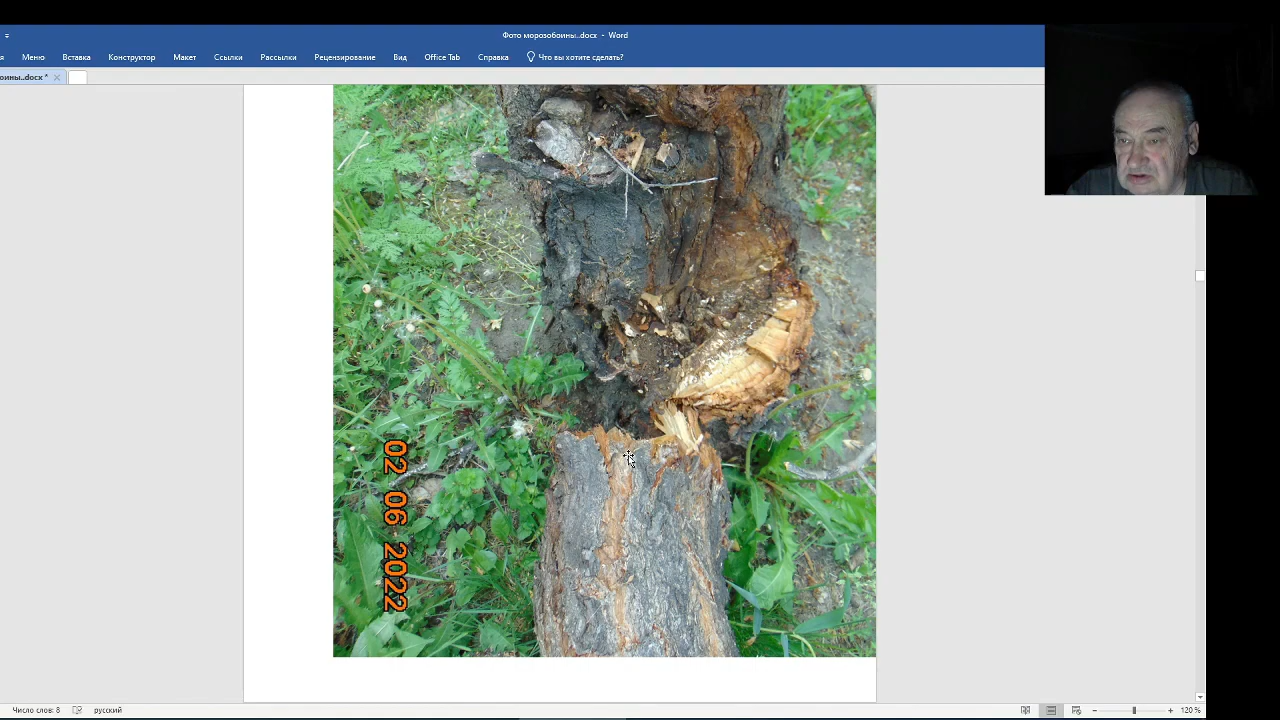 Фото морозобоины..docx - Word
я Меню Вставка Конструктор Макет Ссылки Рассылки Рецензирование Вид Office Tab Справка Что вы хотите сделать?
оины..docx *
02 06 2022
Число слов: 8 русский 120 %